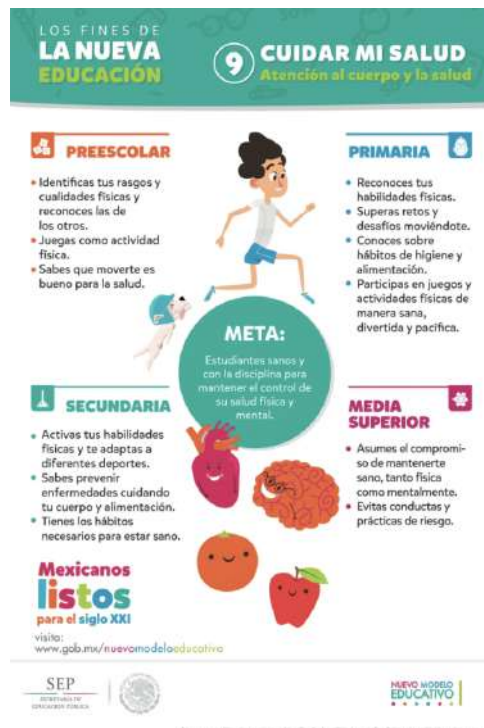 LOS FINES DE
LA NUEVA
EDUCACIÓN
9 CUIDAR MI SALUD
Atención al cuerpo y la salud
PREESCOLAR
• Identificas tus rasgos y
cualidades físicas y
reconoces las de
los otros.
• Juegas como actividad
física.
• Sabes que moverte es
bueno para la salud.
PRIMARIA
• Reconoces tus
habilidades físicas.
• Superas retos y
desafíos moviéndote.
• Conoces sobre
hábitos de higiene y
alimentación.
• Participas en juegos y
actividades físicas de
manera sana,
divertida y pacífica.
META:
Estudiantes sanos y
con la disciplina para
mantener el control de
su salud física y
mental.
SECUNDARIA
• Activas tus habilidades
físicas y te adaptas a
diferentes deportes.
• Sabes prevenir
enfermedades cuidando
tu cuerpo y alimentación.
• Tienes los hábitos
necesarios para estar sano.
MEDIA
SUPERIOR
• Asumes el compromi-
so de mantenerte
sano, tanto física
como mentalmente.
• Evitas conductas y
prácticas de riesgo.
Mexicanos
listos
para el siglo XXI
visita:
www.gob.mx/nuevomodeloeducativo
SEP
SECRETARÍA DE
EDUCACIÓN PÚBLICA
NUEVO MODELO
EDUCATIVO